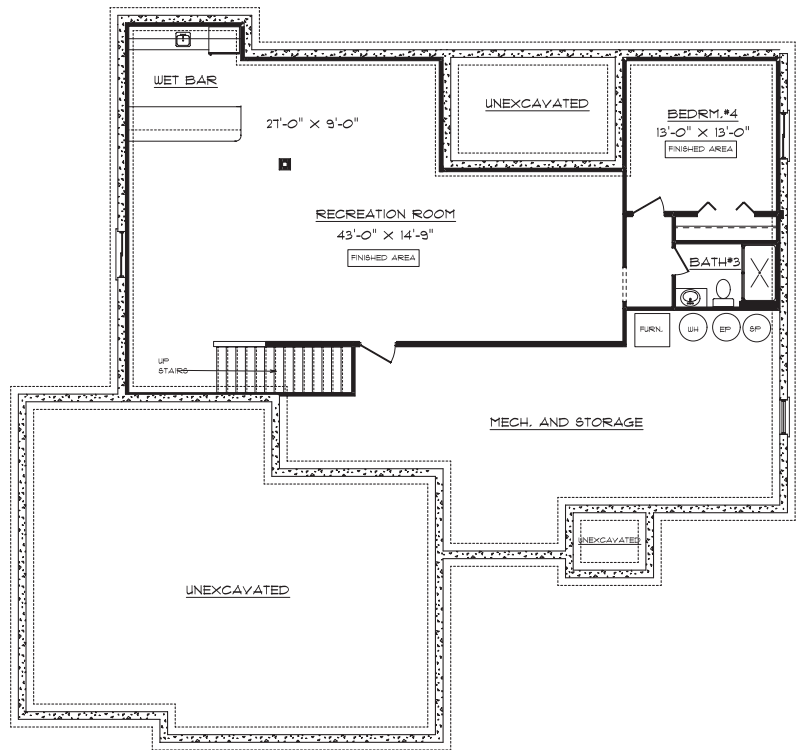 WET BAR
27'-0" X 9'-0"
UNEXCAVATED
BEDRM.#4
13'-0" X 13'-0"
FINISHED AREA
RECREATION ROOM
43'-0" X 14'-9"
FINISHED AREA
BATH#3
FURN.
WH
EP
SP
UP
STAIRS
MECH. AND STORAGE
UNEXCAVATED
UNEXCAVATED